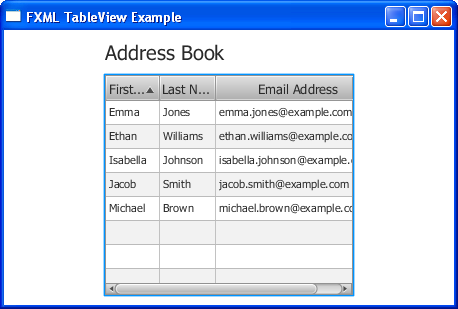 FXML TableView Example
Address Book
First... Last N... Email Address
Emma Jones emma.jones@example.com
Ethan Williams ethan.williams@example.co
Isabella Johnson isabella.johnson@example.
Jacob Smith jacob.smith@example.com
Michael Brown michael.brown@example.co